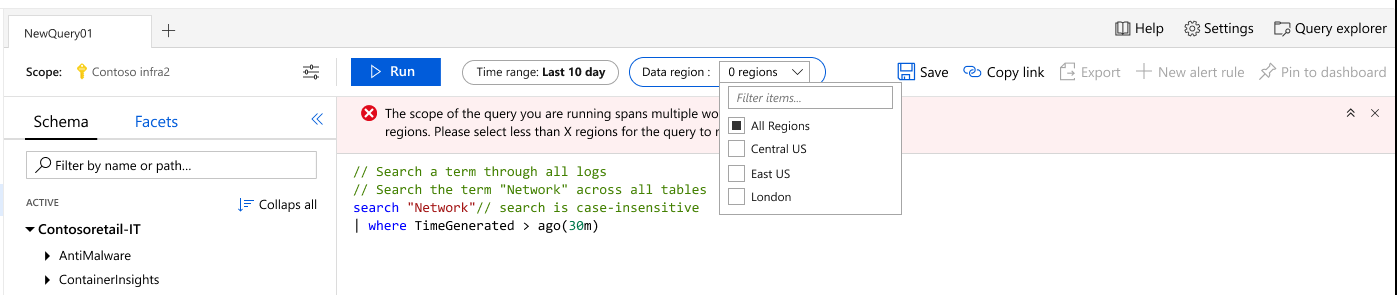 NewQuery01
Help
Settings
Query explorer
Scope: Contoso infra2
Run
Time range: Last 10 day
Data region : 0 regions
Save
Copy link
Export
New alert rule
Pin to dashboard
Schema
Facets
Filter by name or path...
ACTIVE
Collaps all
Contosoretail-IT
AntiMalware
ContainerInsights
The scope of the query you are running spans multiple
regions. Please select less than X regions for the query to
Filter items...
All Regions
Central US
East US
London
// Search a term through all logs
// Search the term "Network" across all tables
search "Network"// search is case-insensitive
| where TimeGenerated > ago(30m)